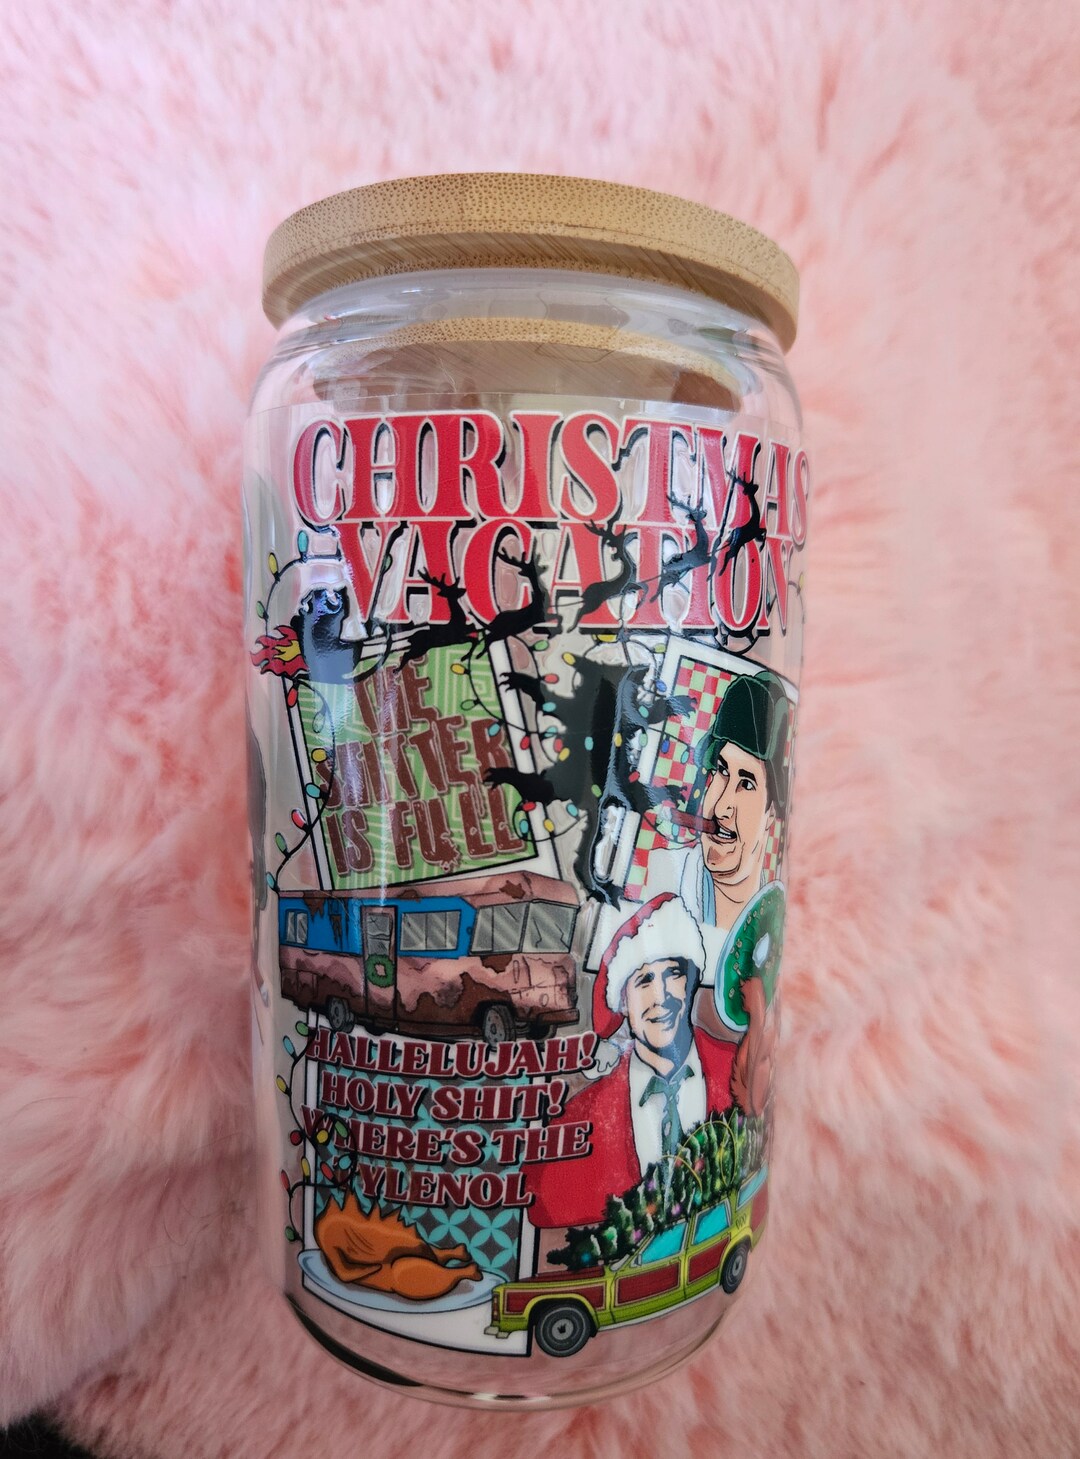 CHRISTMAS
VACATION
THE
SHITTER
IS FULL
HALLELUJAH!
HOLY SHIT!
WHERE'S THE
TYLENOL